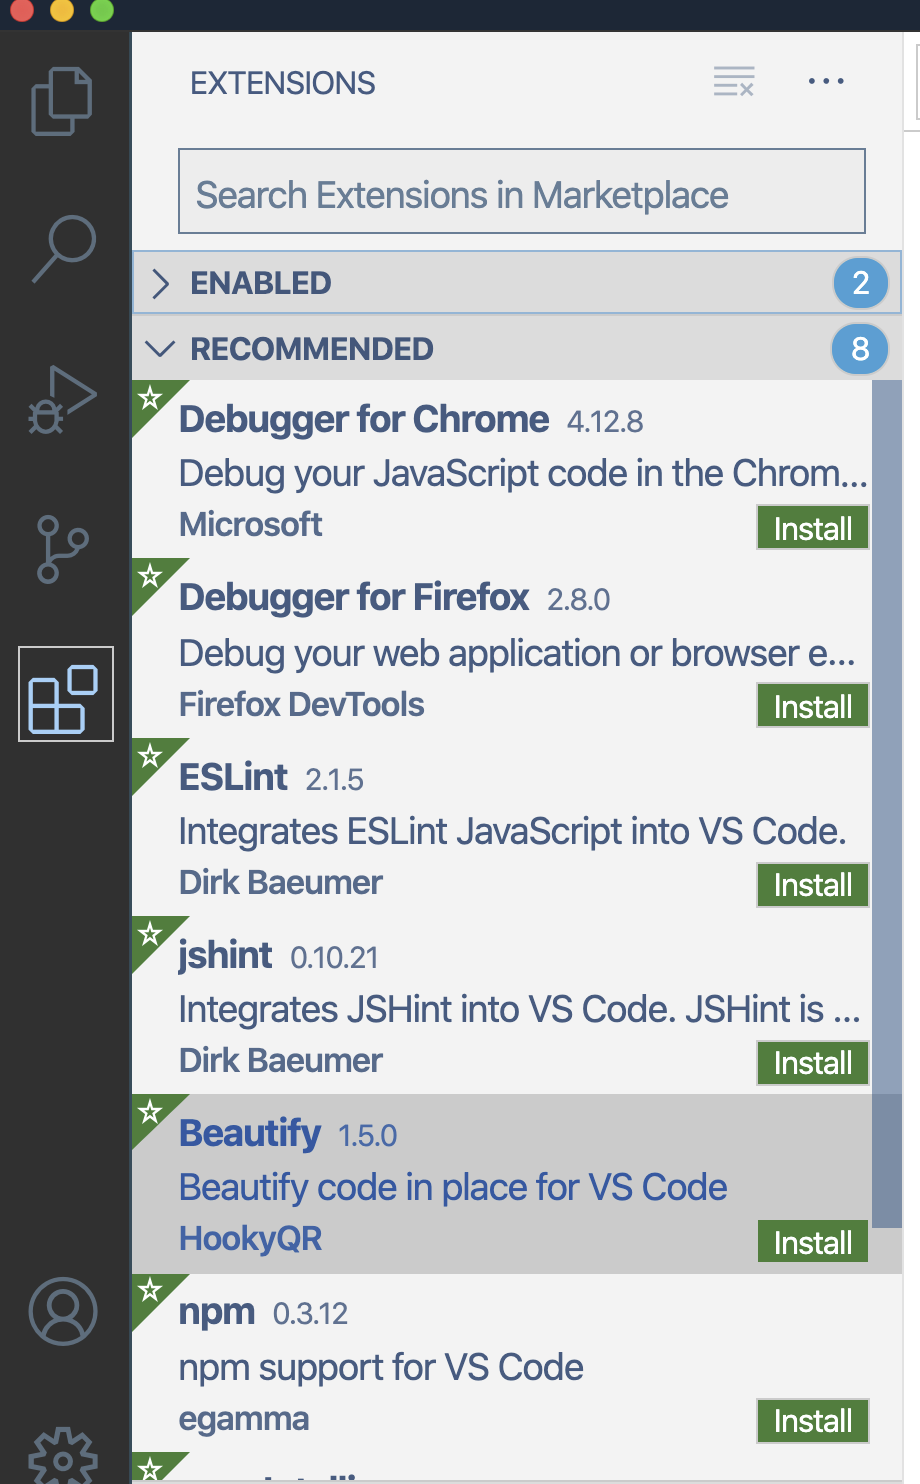 EXTENSIONS
Search Extensions in Marketplace
ENABLED 2
RECOMMENDED 8
Debugger for Chrome 4.12.8
Debug your JavaScript code in the Chrom...
Microsoft Install
Debugger for Firefox 2.8.0
Debug your web application or browser e...
Firefox DevTools Install
ESLint 2.1.5
Integrates ESLint JavaScript into VS Code.
Dirk Baeumer Install
jshint 0.10.21
Integrates JSHint into VS Code. JSHint is ...
Dirk Baeumer Install
Beautify 1.5.0
Beautify code in place for VS Code
HookyQR Install
npm 0.3.12
npm support for VS Code
egamma Install